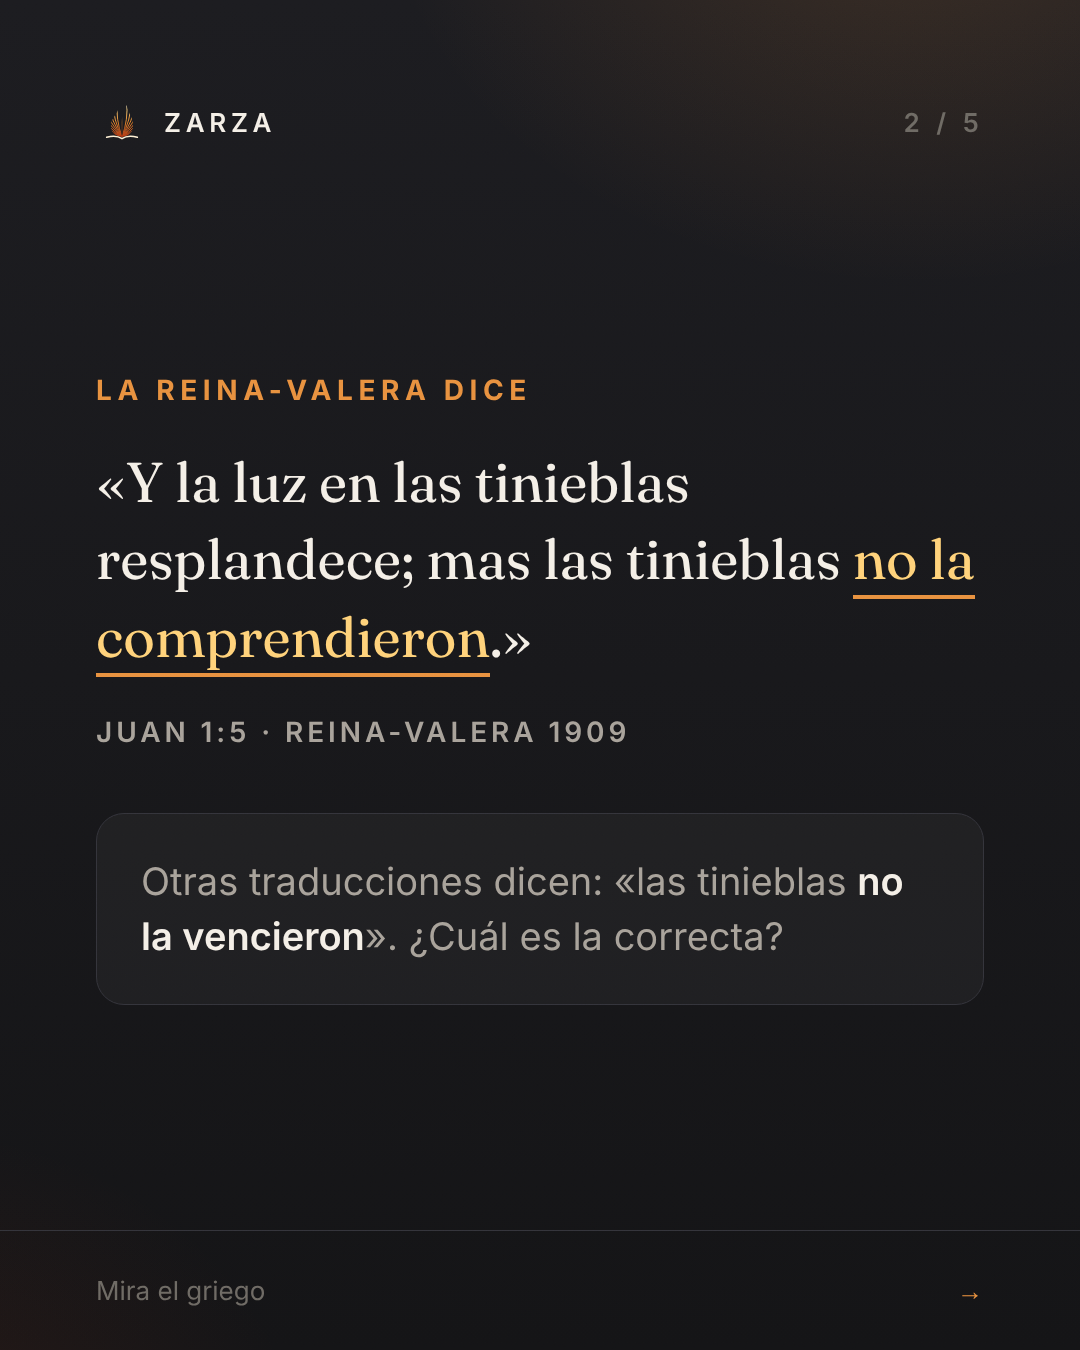 ZARZA
2 / 5
LA REINA-VALERA DICE
«Y la luz en las tinieblas
resplandece; mas las tinieblas no la
comprendieron.»
JUAN 1:5 · REINA-VALERA 1909
Otras traducciones dicen: «las tinieblas no
la vencieron». ¿Cuál es la correcta?
Mira el griego →